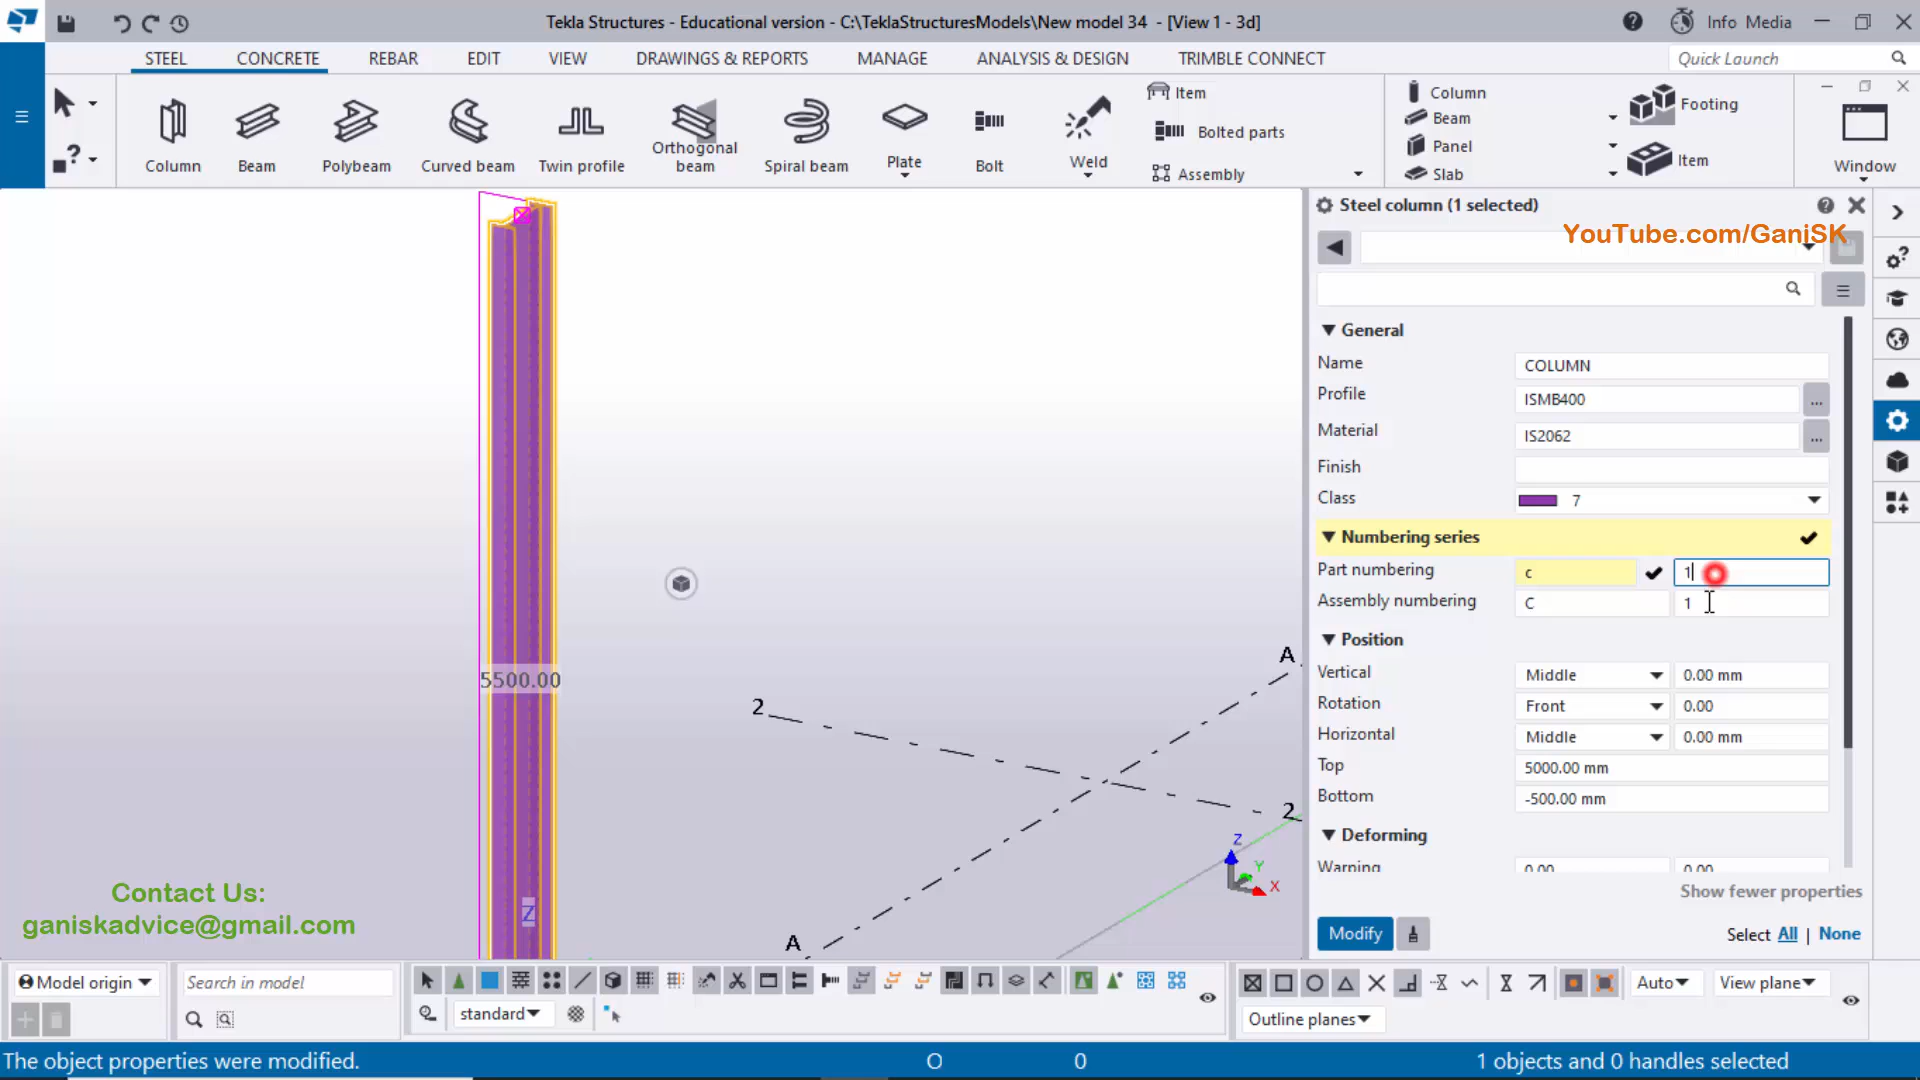 Tekla Structures - Educational version - C:\TeklaStructuresModels\New model 34 - [View 1 - 3d]
Info Media
STEEL CONCRETE REBAR EDIT VIEW DRAWINGS & REPORTS MANAGE ANALYSIS & DESIGN TRIMBLE CONNECT
Quick Launch
Column
Beam
Polybeam
Curved beam
Twin profile
Orthogonal
beam
Spiral beam
Plate
Bolt
Weld
Item
Bolted parts
Assembly
Column
Beam
Panel
Slab
Footing
Item
Window
Steel column (1 selected)
YouTube.com/GaniSK
General
Name COLUMN
Profile ISMB400 ...
Material IS2062 ...
Finish
Class 7
Numbering series
Part numbering c 1
Assembly numbering C 1
Position
Vertical Middle 0.00 mm
Rotation Front 0.00
Horizontal Middle 0.00 mm
Top 5000.00 mm
Bottom -500.00 mm
Deforming
Warping 0.00 0.00
Show fewer properties
Modify
Select All | None
5500.00
2
A
2
A
Z
Z
Y
X
Contact Us:
ganiskadvice@gmail.com
Model origin
Search in model
standard
Auto
View plane
Outline planes
The object properties were modified.
O
0
1 objects and 0 handles selected